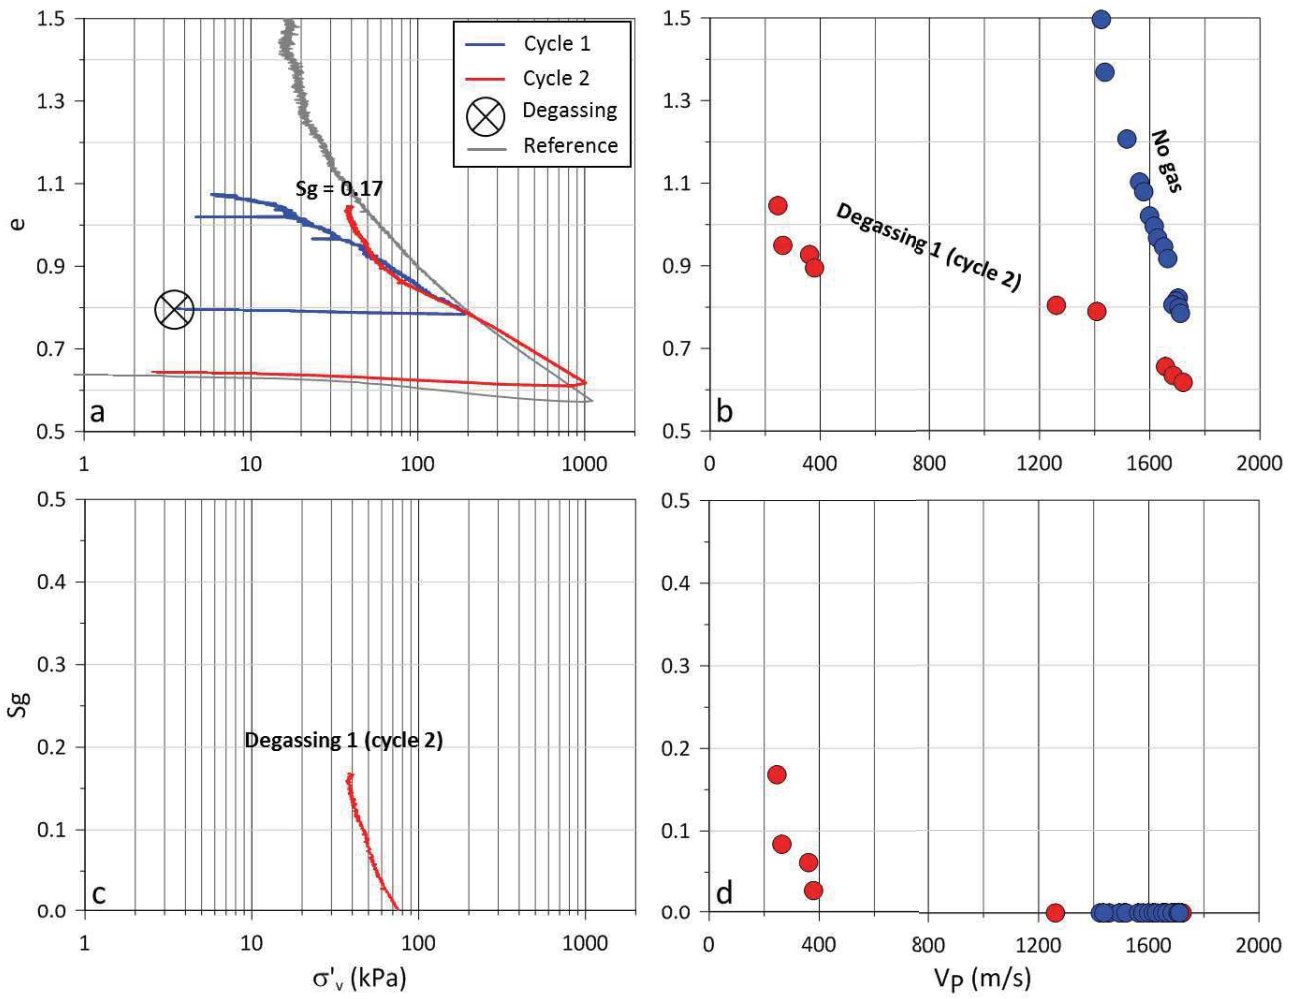 1.5
1.3
1.1
0.9
0.7
0.5
e
Cycle 1
Cycle 2
Degassing
Reference
Sg = 0.17
a
1
10
100
1000
1.5
1.3
1.1
0.9
0.7
0.5
No gas
Degassing 1 (cycle 2)
b
0
400
800
1200
1600
2000
0.5
0.4
0.3
0.2
0.1
0.0
Sg
Degassing 1 (cycle 2)
c
1
10
100
1000
σ'v (kPa)
0.5
0.4
0.3
0.2
0.1
0.0
d
0
400
800
1200
1600
2000
VP (m/s)